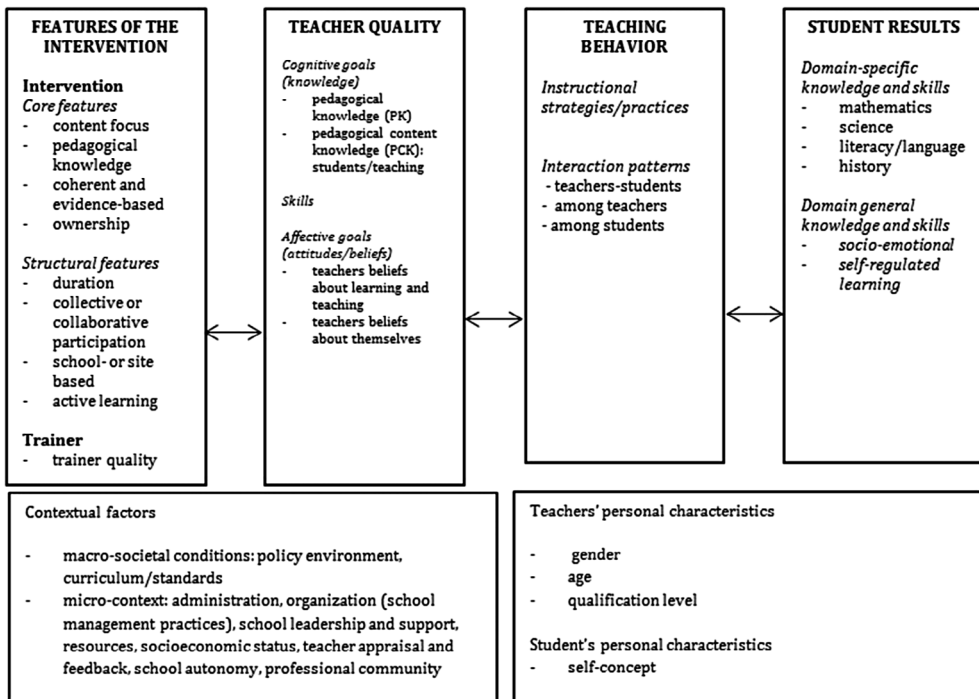 FEATURES OF THE
INTERVENTION
Intervention
Core features
- content focus
- pedagogical
knowledge
- coherent and
evidence-based
- ownership
Structural features
- duration
- collective or
collaborative
participation
- school- or site
based
- active learning
Trainer
- trainer quality
TEACHER QUALITY
Cognitive goals
(knowledge)
- pedagogical
knowledge (PK)
- pedagogical content
knowledge (PCK):
students/teaching
Skills
Affective goals
(attitudes/beliefs)
- teachers beliefs
about learning and
teaching
- teachers beliefs
about themselves
TEACHING
BEHAVIOR
Instructional
strategies/practices
Interaction patterns
- teachers-students
- among teachers
- among students
STUDENT RESULTS
Domain-specific
knowledge and skills
- mathematics
- science
- literacy/language
- history
Domain general
knowledge and skills
- socio-emotional
- self-regulated
learning
Contextual factors
- macro-societal conditions: policy environment,
curriculum/standards
- micro-context: administration, organization (school
management practices), school leadership and support,
resources, socioeconomic status, teacher appraisal and
feedback, school autonomy, professional community
Teachers' personal characteristics
- gender
- age
- qualification level
Student's personal characteristics
- self-concept